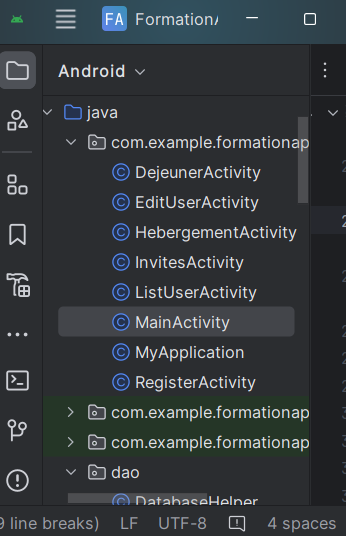 FA FormationA
Android
java
com.example.formationap
DejeunerActivity
EditUserActivity
HebergementActivity
InvitesActivity
ListUserActivity
MainActivity
MyApplication
RegisterActivity
com.example.formationap
com.example.formationap
dao
DatabaseHelper
9 line breaks) LF UTF-8 4 spaces